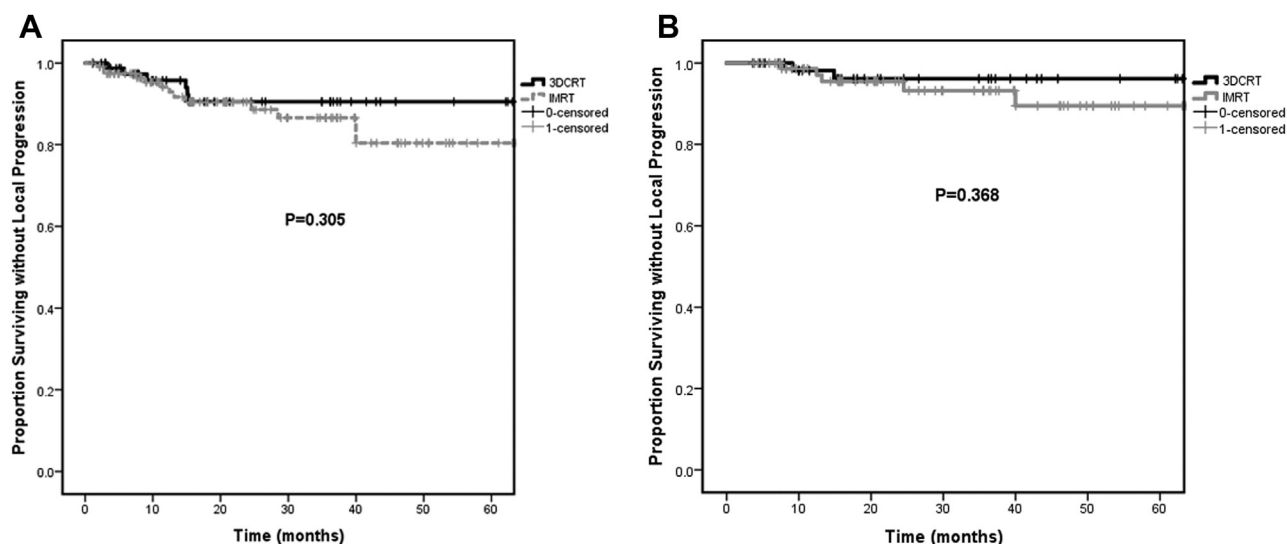 A
Proportion Surviving without Local Progression
1.0
0.8
0.6
0.4
0.2
0.0
0 10 20 30 40 50 60
Time (months)
P=0.305
3DCRT
IMRT
0-censored
1-censored
B
Proportion Surviving without Local Progression
1.0
0.8
0.6
0.4
0.2
0.0
0 10 20 30 40 50 60
Time (months)
P=0.368
3DCRT
IMRT
0-censored
1-censored